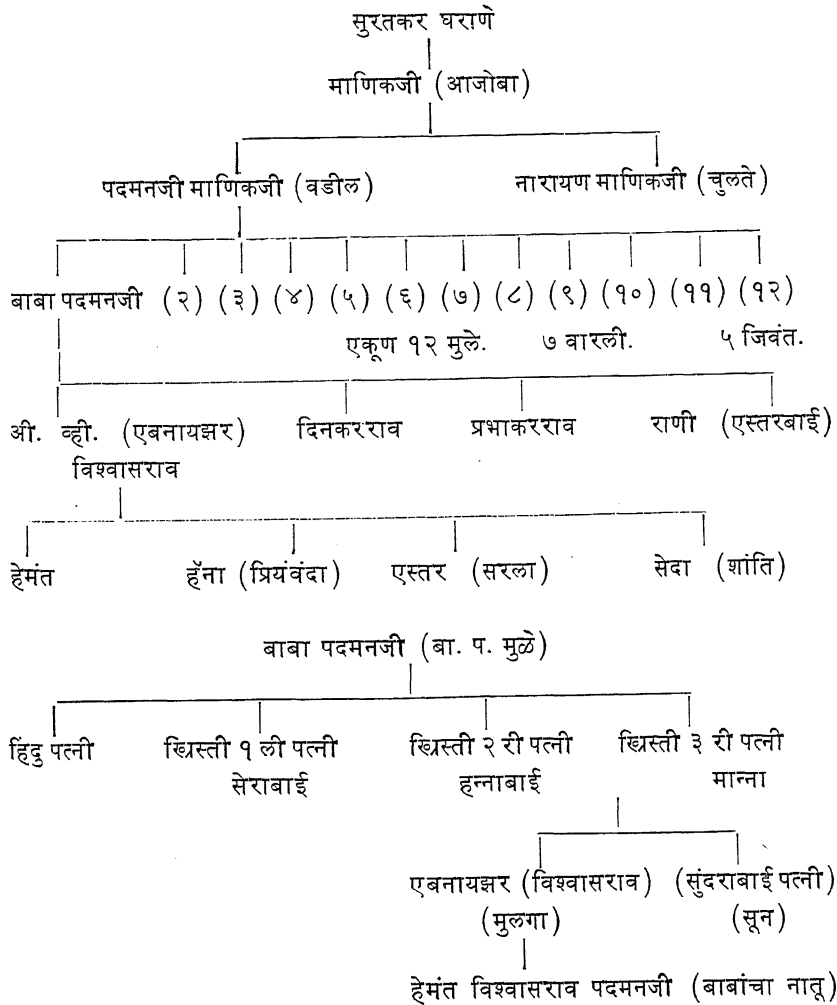 सुरतकर घराणे
माणिकजी (आजोबा)
पदमनजी माणिकजी (वडील) नारायण माणिकजी (चुलते)
बाबा पदमनजी (२) (३) (४) (५) (६) (७) (८) (९) (१०) (११) (१२)
एकूण १२ मुले. ७ वारली. ५ जिवंत.
औ. व्ही. (एबनायझर) दिनकरराव प्रभाकरराव राणी (एस्तरबाई)
विश्वासराव
हेमंत हॅना (प्रियंवंदा) एस्तर (सरला) सेदा (शांति)
बाबा पदमनजी (बा. प. मुळे)
हिंदु पत्नी ख्रिस्ती १ ली पत्नी ख्रिस्ती २ री पत्नी ख्रिस्ती ३ री पत्नी
सेराबाई हन्नाबाई मान्ना
एबनायझर (विश्वासराव) (सुंदराबाई पत्नी)
(मुलगा) (सून)
हेमंत विश्वासराव पदमनजी (बाबांचा नातू)